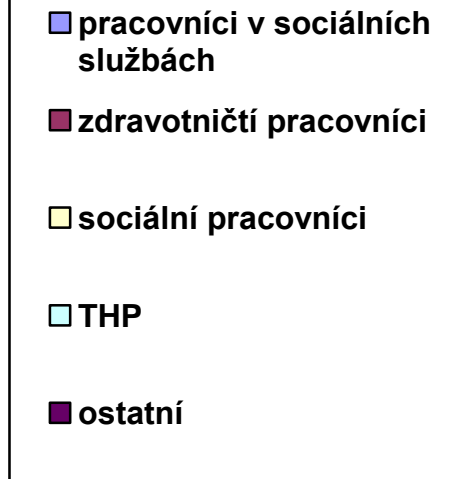 pracovníci v sociálních
službách
zdravotničtí pracovníci
sociální pracovníci
THP
ostatní